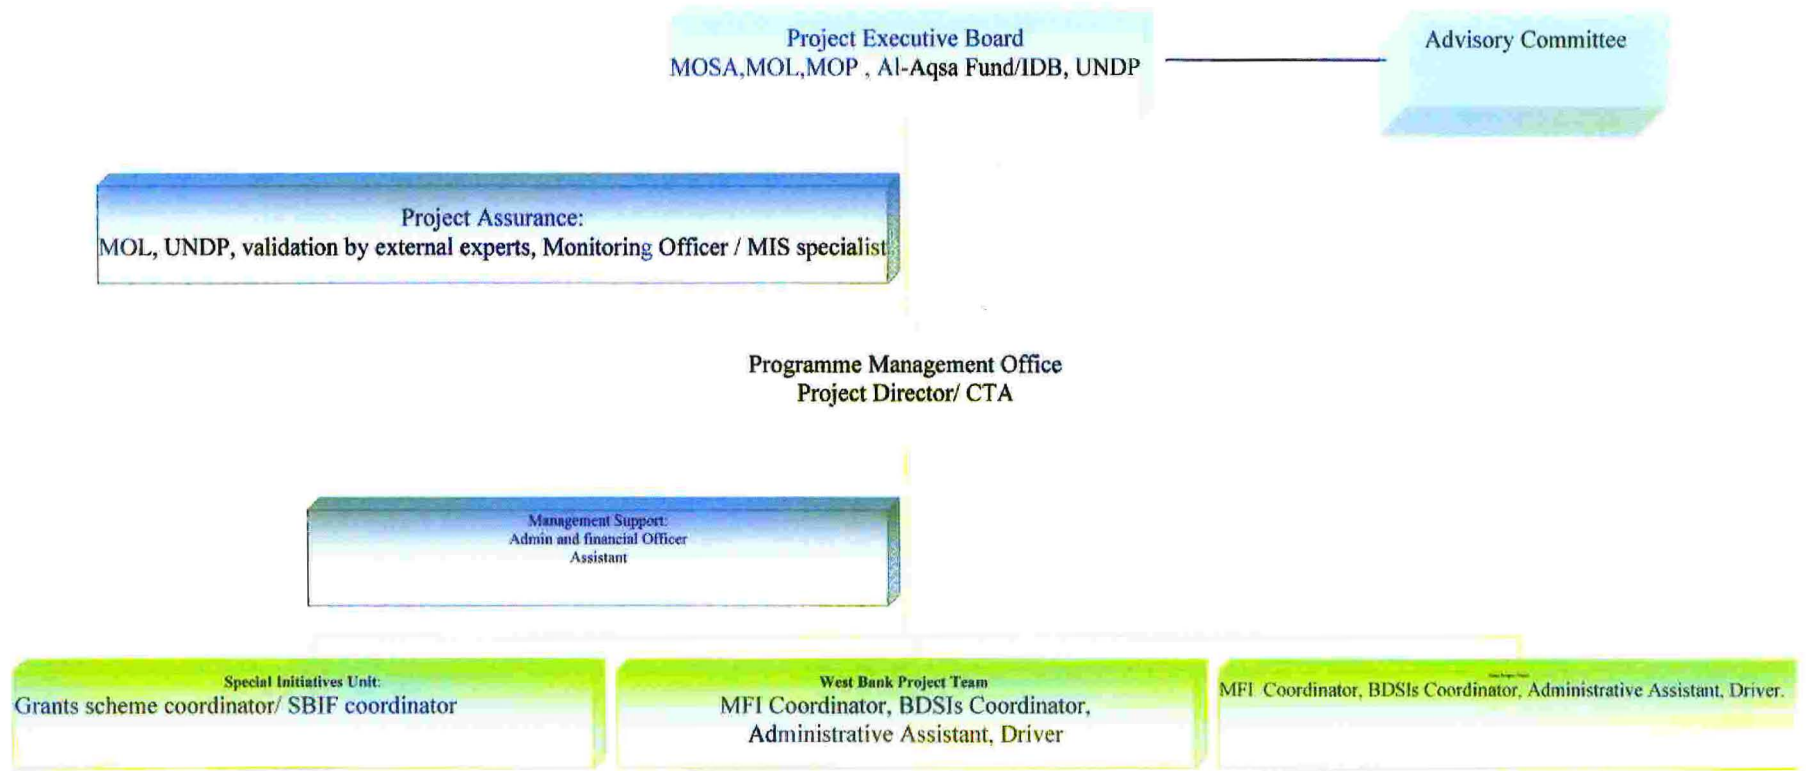 Project Executive Board
MOSA,MOL,MOP , Al-Aqsa Fund/IDB, UNDP
Advisory Committee
Project Assurance:
MOL, UNDP, validation by external experts, Monitoring Officer / MIS specialist
Programme Management Office
Project Director/ CTA
Management Support:
Admin and financial Officer
Assistant
Special Initiatives Unit:
Grants scheme coordinator/ SBIF coordinator
West Bank Project Team
MFI Coordinator, BDSIs Coordinator,
Administrative Assistant, Driver
MFI Coordinator, BDSIs Coordinator, Administrative Assistant, Driver.